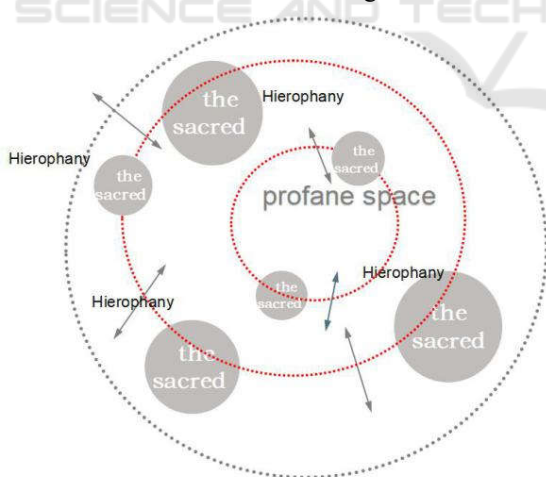 SCIENCE AND TECH
the
sacred
Hierophany
Hierophany
the
sacred
the
sacred
profane space
Hierophany
the
sacred
Hierophany
the
sacred
the
sacred